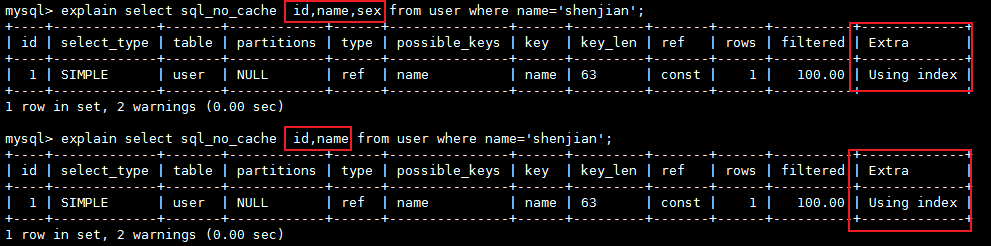 mysql> explain select sql_no_cache  id,name,sex from user where name='shenjian';
+----+-------------+-------+------------+------+---------------+------+---------+-------+------+----------+-------------+
| id | select_type | table | partitions | type | possible_keys | key  | key_len | ref   | rows | filtered | Extra       |
+----+-------------+-------+------------+------+---------------+------+---------+-------+------+----------+-------------+
|  1 | SIMPLE      | user  | NULL       | ref  | name          | name | 63      | const |    1 |   100.00 | Using index |
+----+-------------+-------+------------+------+---------------+------+---------+-------+------+----------+-------------+
1 row in set, 2 warnings (0.00 sec)
mysql> explain select sql_no_cache  id,name from user where name='shenjian';
+----+-------------+-------+------------+------+---------------+------+---------+-------+------+----------+-------------+
| id | select_type | table | partitions | type | possible_keys | key  | key_len | ref   | rows | filtered | Extra       |
+----+-------------+-------+------------+------+---------------+------+---------+-------+------+----------+-------------+
|  1 | SIMPLE      | user  | NULL       | ref  | name          | name | 63      | const |    1 |   100.00 | Using index |
+----+-------------+-------+------------+------+---------------+------+---------+-------+------+----------+-------------+
1 row in set, 2 warnings (0.00 sec)